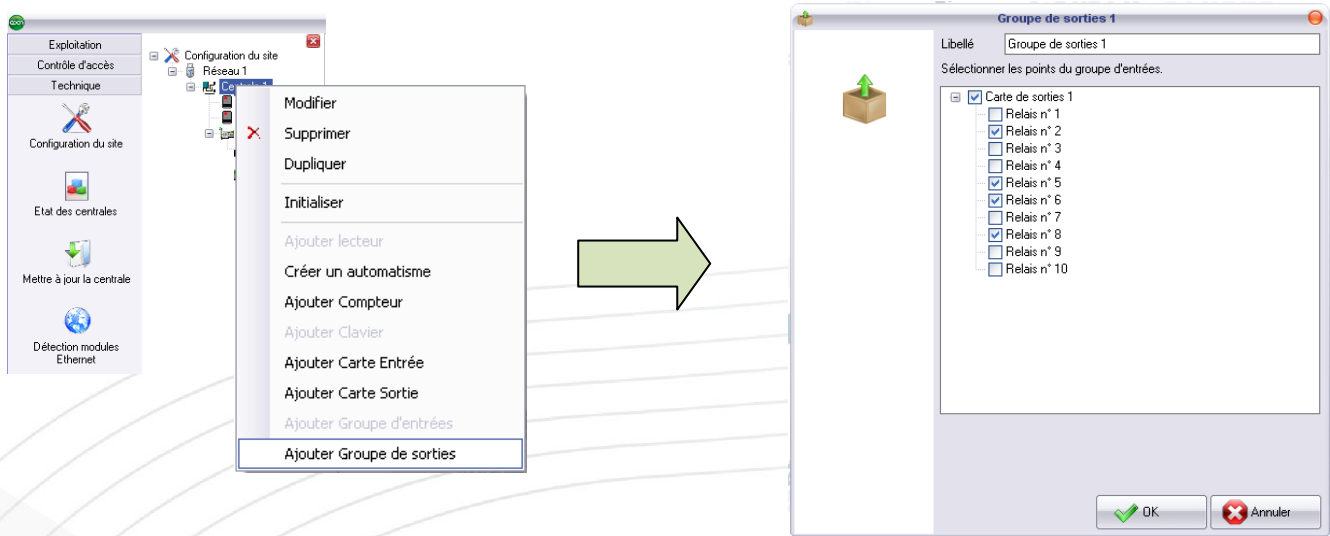 Exploitation
Contrôle d'accès
Technique
Configuration du site
Etat des centrales
Mettre à jour la centrale
Détection modules
Ethernet
Configuration du site
Réseau 1
Modifier
Supprimer
Dupliquer
Initialiser
Ajouter lecteur
Créer un automatisme
Ajouter Compteur
Ajouter Clavier
Ajouter Carte Entrée
Ajouter Carte Sortie
Ajouter Groupe d'entrées
Ajouter Groupe de sorties
Groupe de sorties 1
Libellé Groupe de sorties 1
Sélectionner les points du groupe d'entrées.
Carte de sorties 1
Relais n° 1
Relais n° 2
Relais n° 3
Relais n° 4
Relais n° 5
Relais n° 6
Relais n° 7
Relais n° 8
Relais n° 9
Relais n° 10
OK Annuler